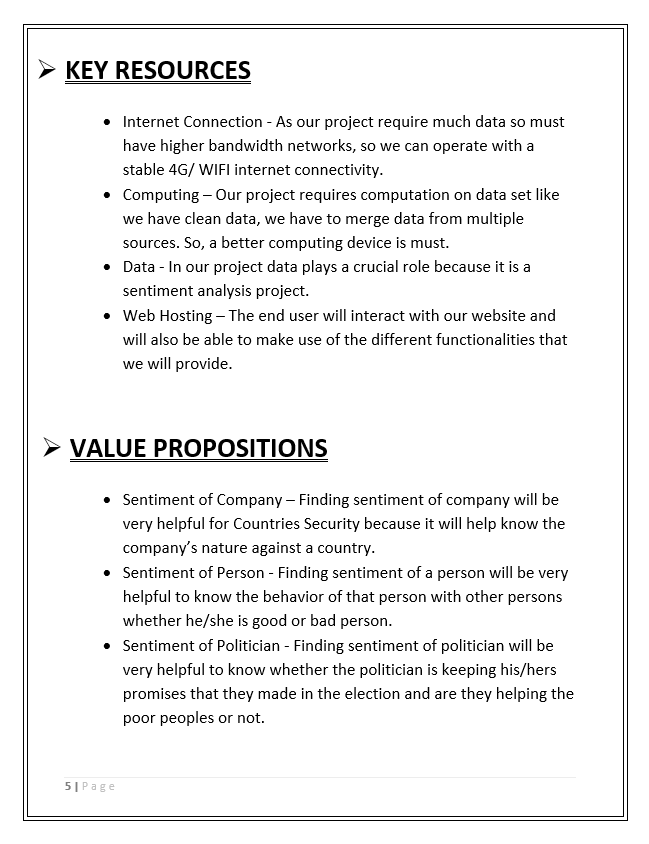 ➢ KEY RESOURCES
• Internet Connection - As our project require much data so must
have higher bandwidth networks, so we can operate with a
stable 4G/ WIFI internet connectivity.
• Computing – Our project requires computation on data set like
we have clean data, we have to merge data from multiple
sources. So, a better computing device is must.
• Data - In our project data plays a crucial role because it is a
sentiment analysis project.
• Web Hosting – The end user will interact with our website and
will also be able to make use of the different functionalities that
we will provide.
➢ VALUE PROPOSITIONS
• Sentiment of Company – Finding sentiment of company will be
very helpful for Countries Security because it will help know the
company’s nature against a country.
• Sentiment of Person - Finding sentiment of a person will be very
helpful to know the behavior of that person with other persons
whether he/she is good or bad person.
• Sentiment of Politician - Finding sentiment of politician will be
very helpful to know whether the politician is keeping his/hers
promises that they made in the election and are they helping the
poor peoples or not.
5 | Page